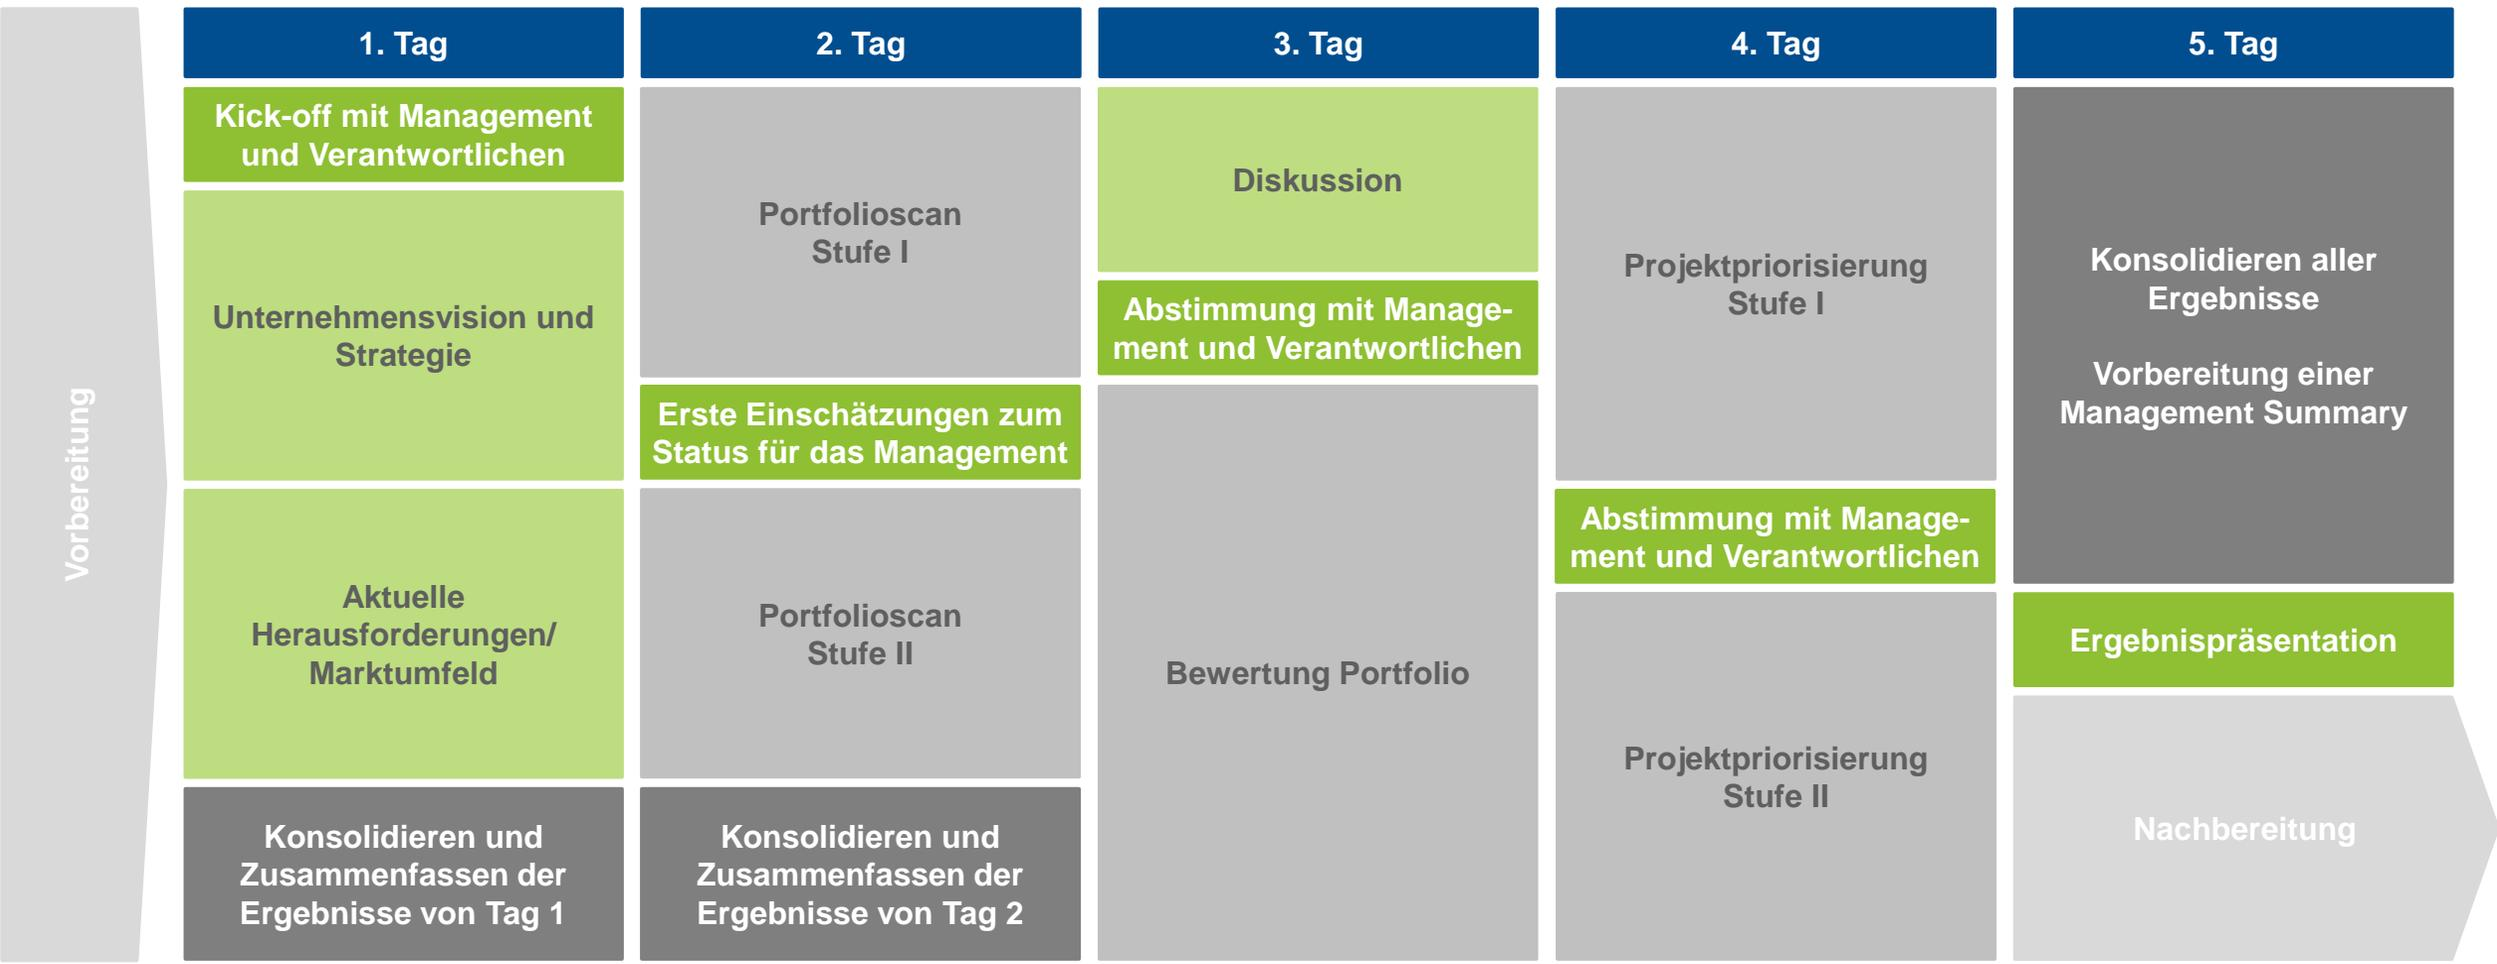 Vorbereitung
1. Tag
Kick-off mit Management
und Verantwortlichen
Unternehmensvision und
Strategie
Aktuelle
Herausforderungen/
Marktumfeld
Konsolidieren und
Zusammenfassen der
Ergebnisse von Tag 1
2. Tag
Portfolioscan
Stufe I
Erste Einschätzungen zum
Status für das Management
Portfolioscan
Stufe II
Konsolidieren und
Zusammenfassen der
Ergebnisse von Tag 2
3. Tag
Diskussion
Abstimmung mit Manage-
ment und Verantwortlichen
Bewertung Portfolio
4. Tag
Projektpriorisierung
Stufe I
Abstimmung mit Manage-
ment und Verantwortlichen
Projektpriorisierung
Stufe II
5. Tag
Konsolidieren aller
Ergebnisse
Vorbereitung einer
Management Summary
Ergebnispräsentation
Nachbereitung